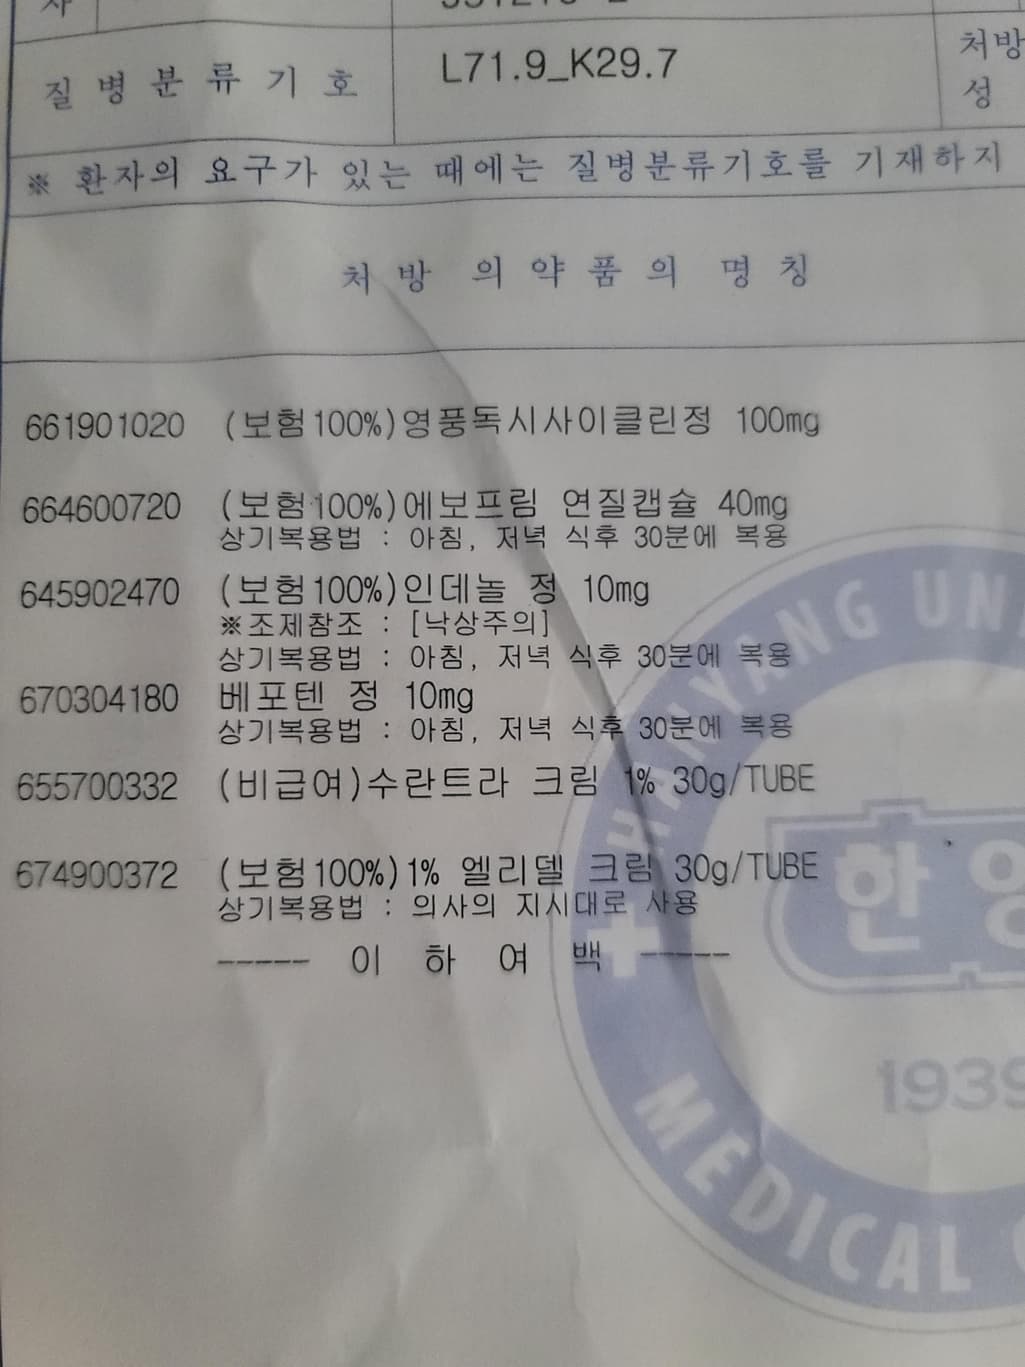 질병분류기호 L71.9_K29.7 처방
성
※ 환자의 요구가 있는 때에는 질병분류기호를 기재하지
처방 의약품의 명칭
661901020 (보험100%)영풍독시사이클린정 100mg
664600720 (보험100%)에보프림 연질캡슐 40mg
상기복용법 : 아침, 저녁 식후 30분에 복용
645902470 (보험100%)인데놀 정 10mg
※조제참조 : [낙상주의]
상기복용법 : 아침, 저녁 식후 30분에 복용
670304180 베포텐 정 10mg
상기복용법 : 아침, 저녁 식후 30분에 복용
655700332 (비급여)수란트라 크림 1% 30g/TUBE
674900372 (보험100%)1% 엘리델 크림 30g/TUBE
상기복용법 : 의사의 지시대로 사용
----- 이 하 여 백 -----
HANYANG UN
한양
1939
MEDICAL